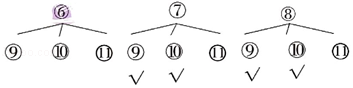 ⑥ ⑦ ⑧
⑨ ⑩ ⑪ ⑨ ⑩ ⑪ ⑨ ⑩ ⑪
√ √ √ √